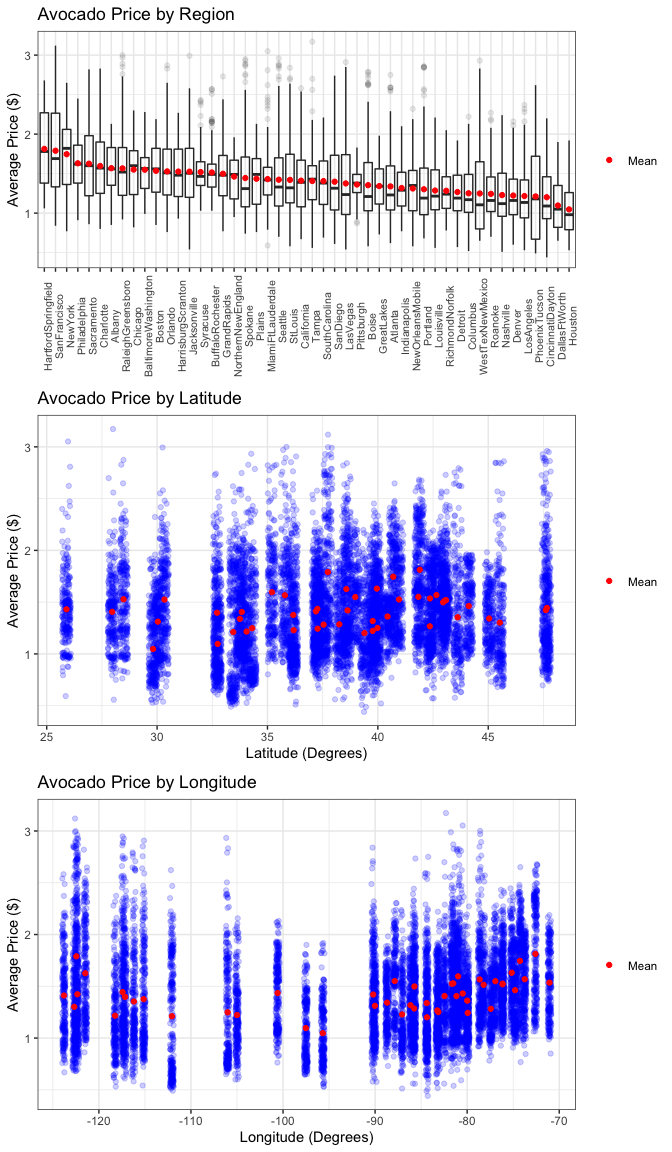 Avocado Price by Region
Average Price ($)
3
2
1
HartfordSpringfield
SanFrancisco
NewYork
Philadelphia
Sacramento
Charlotte
Albany
RaleighGreensboro
Chicago
BaltimoreWashington
Boston
Orlando
HarrisburgScranton
Jacksonville
Syracuse
BuffaloRochester
GrandRapids
NorthernNewEngland
Spokane
Plains
MiamiFtLauderdale
Seattle
StLouis
California
Tampa
SouthCarolina
SanDiego
LasVegas
Pittsburgh
Boise
GreatLakes
Atlanta
Indianapolis
NewOrleansMobile
Portland
Louisville
RichmondNorfolk
Detroit
Columbus
WestTexNewMexico
Roanoke
Nashville
Denver
LosAngeles
PhoenixTucson
CincinnatiDayton
DallasFtWorth
Houston
Mean
Avocado Price by Latitude
Average Price ($)
3
2
1
25 30 35 40 45
Latitude (Degrees)
Mean
Avocado Price by Longitude
Average Price ($)
3
2
1
-120 -110 -100 -90 -80 -70
Longitude (Degrees)
Mean